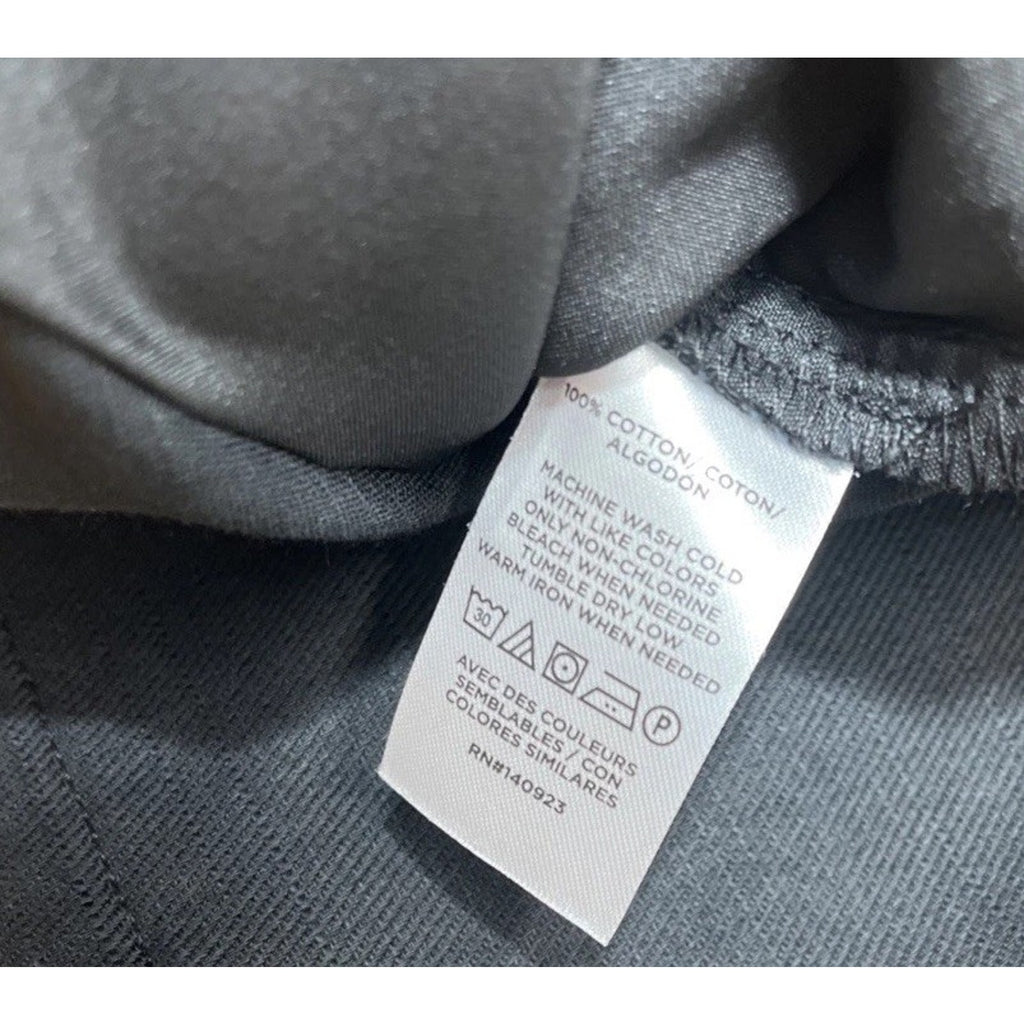 100% COTTON/ COTON/
ALGODÓN
MACHINE WASH COLD
WITH LIKE COLORS
ONLY NON-CHLORINE
BLEACH WHEN NEEDED
TUMBLE DRY LOW
WARM IRON WHEN NEEDED
30 P
AVEC DES COULEURS
SEMBLABLES / CON
COLORES SIMILARES
RN#140923